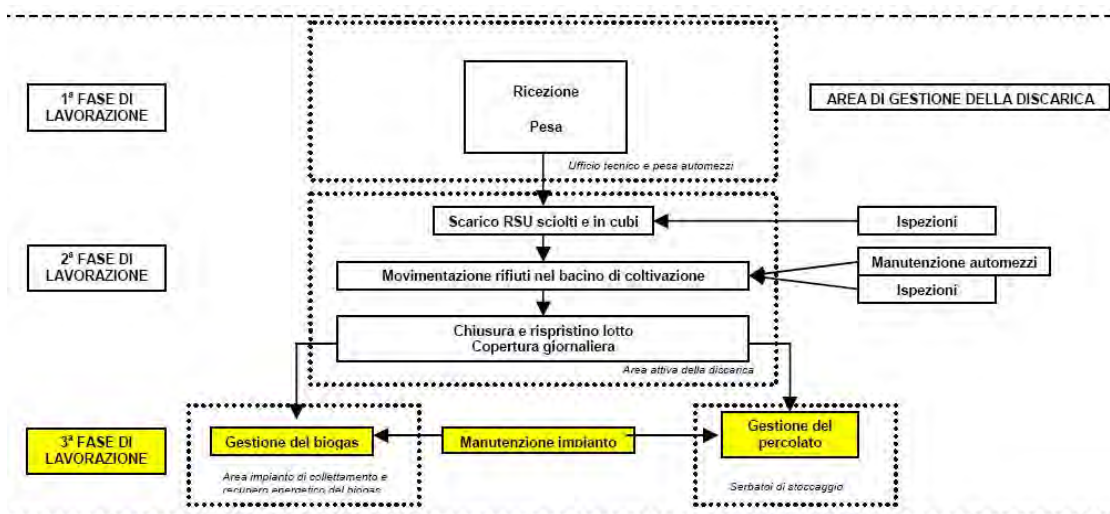 1ª FASE DI
LAVORAZIONE
Ricezione
Pesa
AREA DI GESTIONE DELLA DISCARICA
Ufficio tecnico e pesa automezzi
Scarico RSU sciolti e in cubi
Ispezioni
2ª FASE DI
LAVORAZIONE
Movimentazione rifiuti nel bacino di coltivazione
Manutenzione automezzi
Ispezioni
Chiusura e rispristino lotto
Copertura giornaliera
Area attiva della discarica
3ª FASE DI
LAVORAZIONE
Gestione del biogas
Manutenzione impianto
Gestione del
percolato
Area impianto di collettamento e
recupero energetico del biogas
Serbatoi di stoccaggio